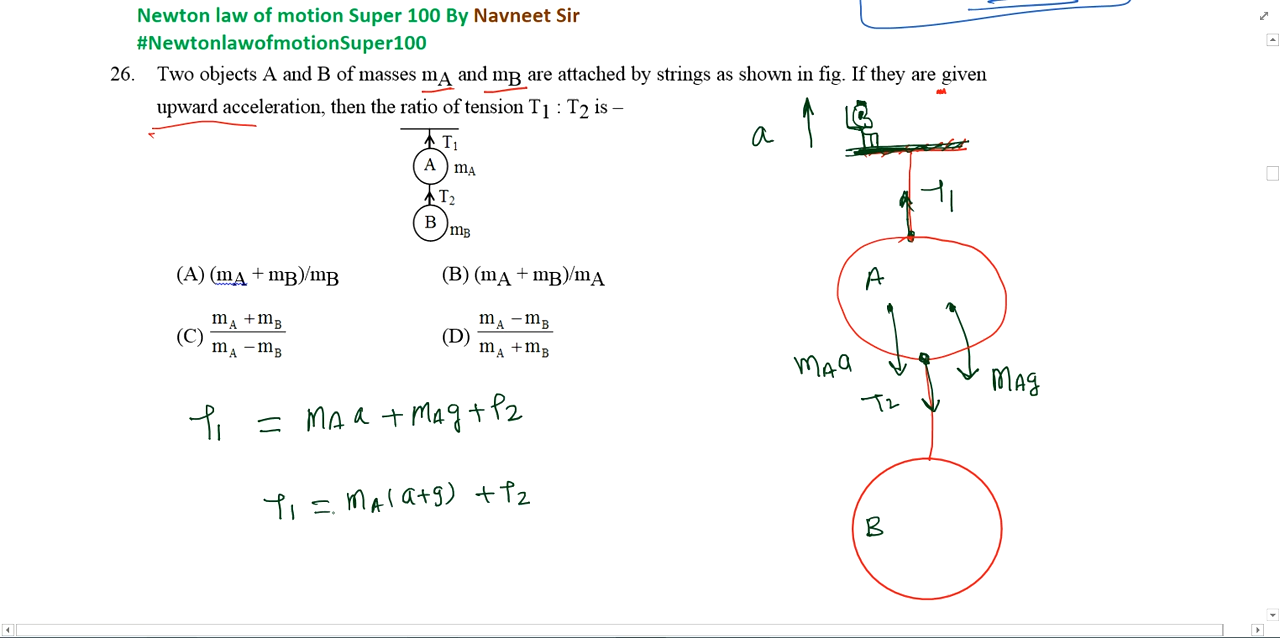 Newton law of motion Super 100 By Navneet Sir
#NewtonlawofmotionSuper100
26. Two objects A and B of masses mA and mB are attached by strings as shown in fig. If they are given
upward acceleration, then the ratio of tension T1 : T2 is –
T1
A mA
T2
B mB
(A) (mA + mB)/mB (B) (mA + mB)/mA
(C) (mA + mB)/(mA − mB) (D) (mA − mB)/(mA + mB)
T1 = mAa + mAg + T2
T1 = mA(a+g) + T2
a
T1
A
mAa
mAg
T2
B